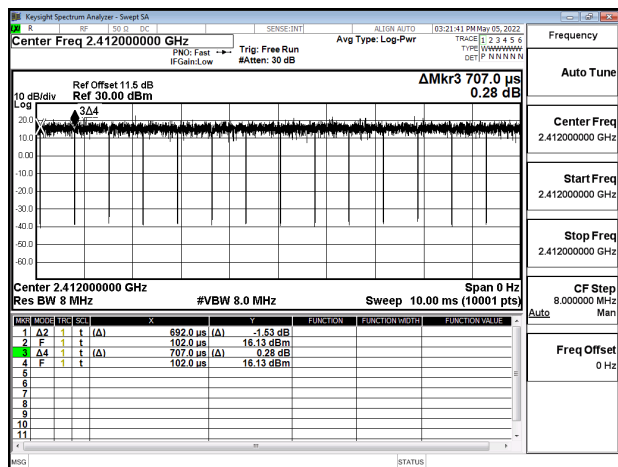 Keysight Spectrum Analyzer - Swept SA
R RF 50 Ω DC SENSE:INT ALIGN AUTO 03:21:41 PM May 05, 2022
Center Freq 2.412000000 GHz
PNO: Fast
IFGain:Low
Trig: Free Run
#Atten: 30 dB
Avg Type: Log-Pwr
TRACE 1 2 3 4 5 6
TYPE WWWWWW
DET P N N N N N
Ref Offset 11.5 dB
10 dB/div Ref 30.00 dBm
ΔMkr3 707.0 µs
0.28 dB
Log
20.0
10.0
0.00
-10.0
-20.0
-30.0
-40.0
-50.0
-60.0
3Δ4
Center 2.412000000 GHz Span 0 Hz
Res BW 8 MHz #VBW 8.0 MHz Sweep 10.00 ms (10001 pts)
MKR MODE TRC SCL X Y FUNCTION FUNCTION WIDTH FUNCTION VALUE
1 Δ2 1 t (Δ) 692.0 µs (Δ) -1.53 dB
2 F 1 t 102.0 µs 16.13 dBm
3 Δ4 1 t (Δ) 707.0 µs (Δ) 0.28 dB
4 F 1 t 102.0 µs 16.13 dBm
5
6
7
8
9
10
11
MSG STATUS
Frequency
Auto Tune
Center Freq
2.412000000 GHz
Start Freq
2.412000000 GHz
Stop Freq
2.412000000 GHz
CF Step
8.000000 MHz
Auto Man
Freq Offset
0 Hz